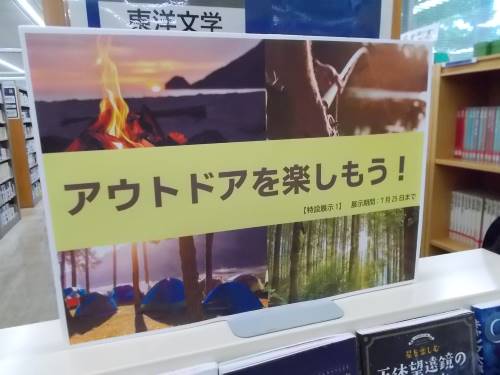 東洋文学
アウトドアを楽しもう！
【特設展示1】 展示期間：7月25日まで
星を楽しむ
天体望遠鏡の